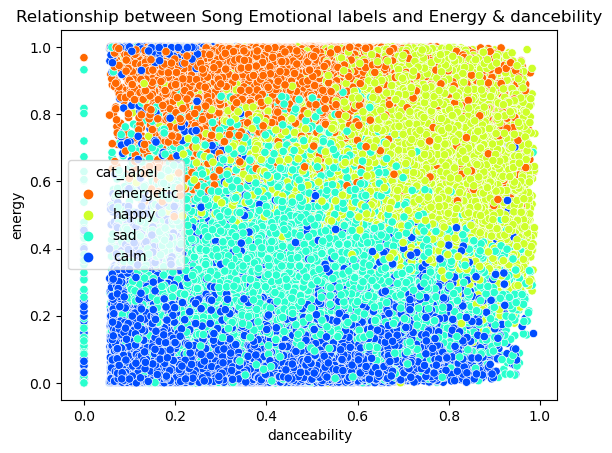 Relationship between Song Emotional labels and Energy & dancebility
1.0
0.8
0.6
0.4
0.2
0.0
energy
cat_label
energetic
happy
sad
calm
0.0 0.2 0.4 0.6 0.8 1.0
danceability